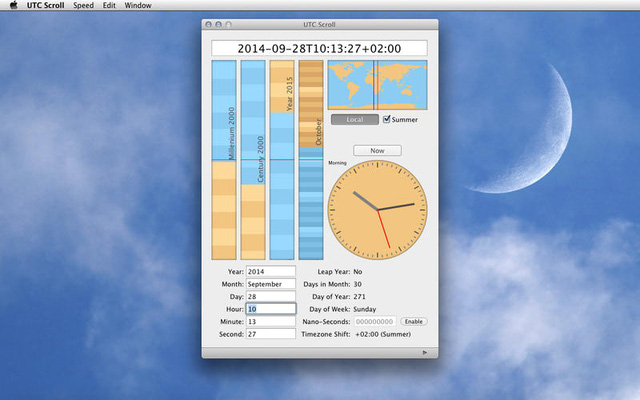 UTC Scroll Speed Edit Window
UTC Scroll
2014-09-28T10:13:27+02:00
Millenium 2000
Century 2000
Year 2015
October
Local Summer
Now
Morning
Year: 2014 Leap Year: No
Month: September Days in Month: 30
Day: 28 Day of Year: 271
Hour: 10 Day of Week: Sunday
Minute: 13 Nano-Seconds: 000000000 Enable
Second: 27 Timezone Shift: +02:00 (Summer)